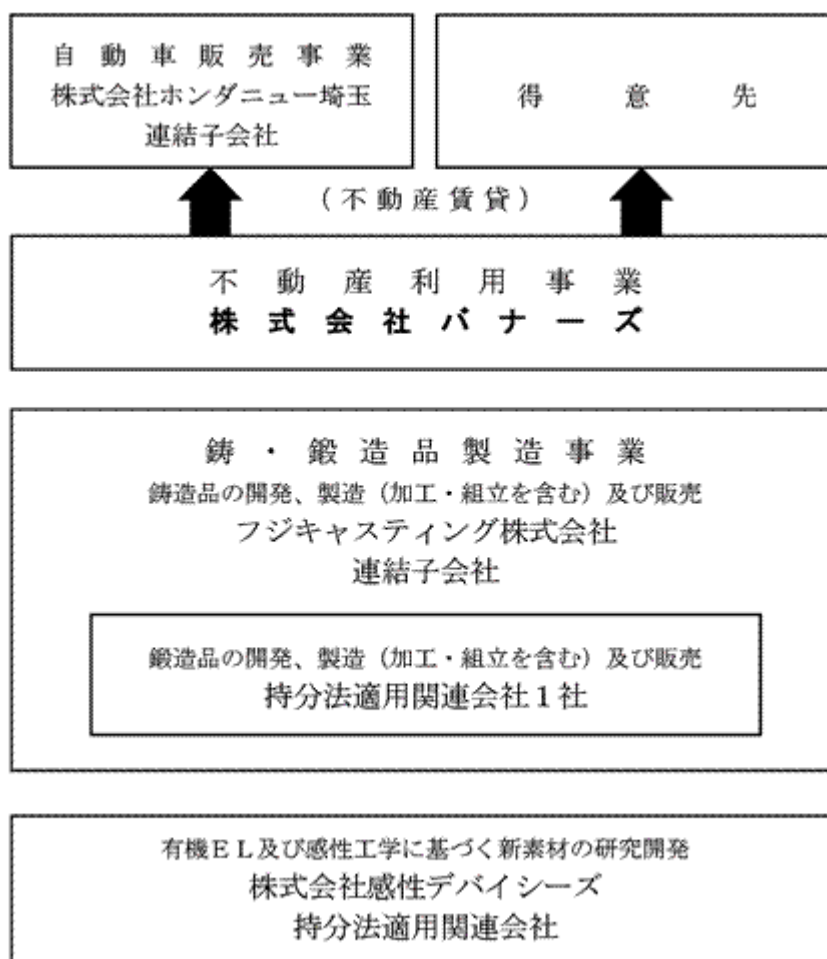 自動車販売事業
株式会社ホンダニュー埼玉
連結子会社
得意先
(不動産賃貸)
不動産利用事業
株式会社バナーズ
鋳・鍛造品製造事業
鋳造品の開発、製造（加工・組立を含む）及び販売
フジキャスティング株式会社
連結子会社
鍛造品の開発、製造（加工・組立を含む）及び販売
持分法適用関連会社１社
有機ＥＬ及び感性工学に基づく新素材の研究開発
株式会社感性デバイシーズ
持分法適用関連会社